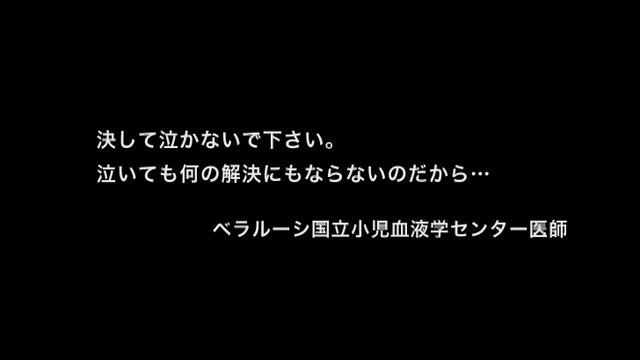 決して泣かないで下さい。
泣いても何の解決にもならないのだから…
ベラルーシ国立小児血液学センター医師